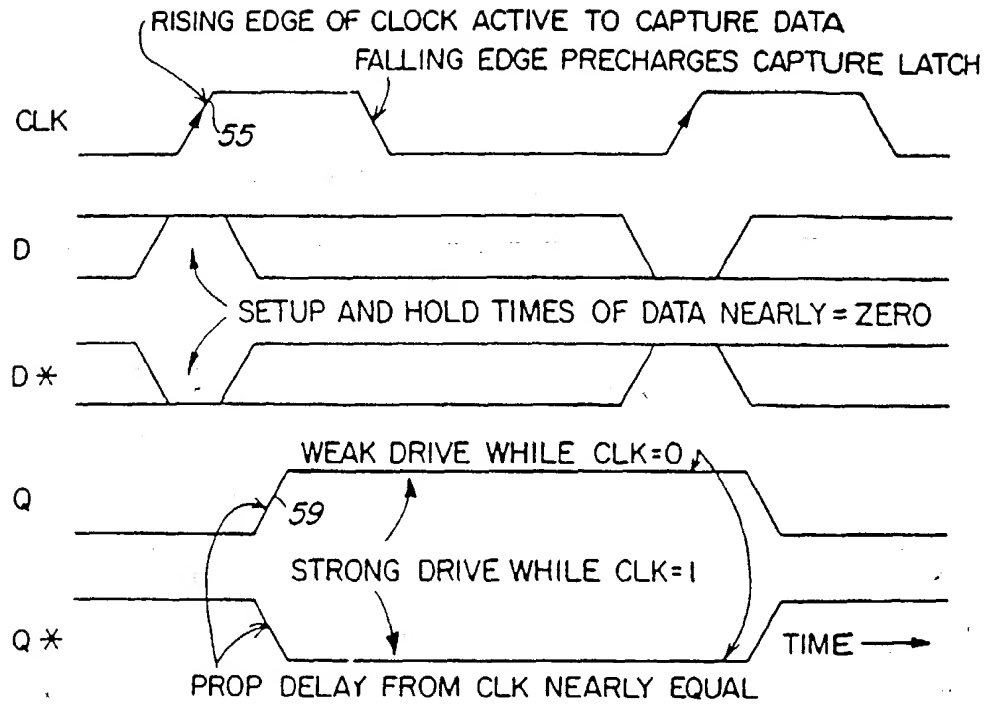 RISING EDGE OF CLOCK ACTIVE TO CAPTURE DATA
FALLING EDGE PRECHARGES CAPTURE LATCH
CLK
55
D
SETUP AND HOLD TIMES OF DATA NEARLY = ZERO
D*
WEAK DRIVE WHILE CLK=0
Q
59
STRONG DRIVE WHILE CLK=1
Q*
TIME
PROP DELAY FROM CLK NEARLY EQUAL